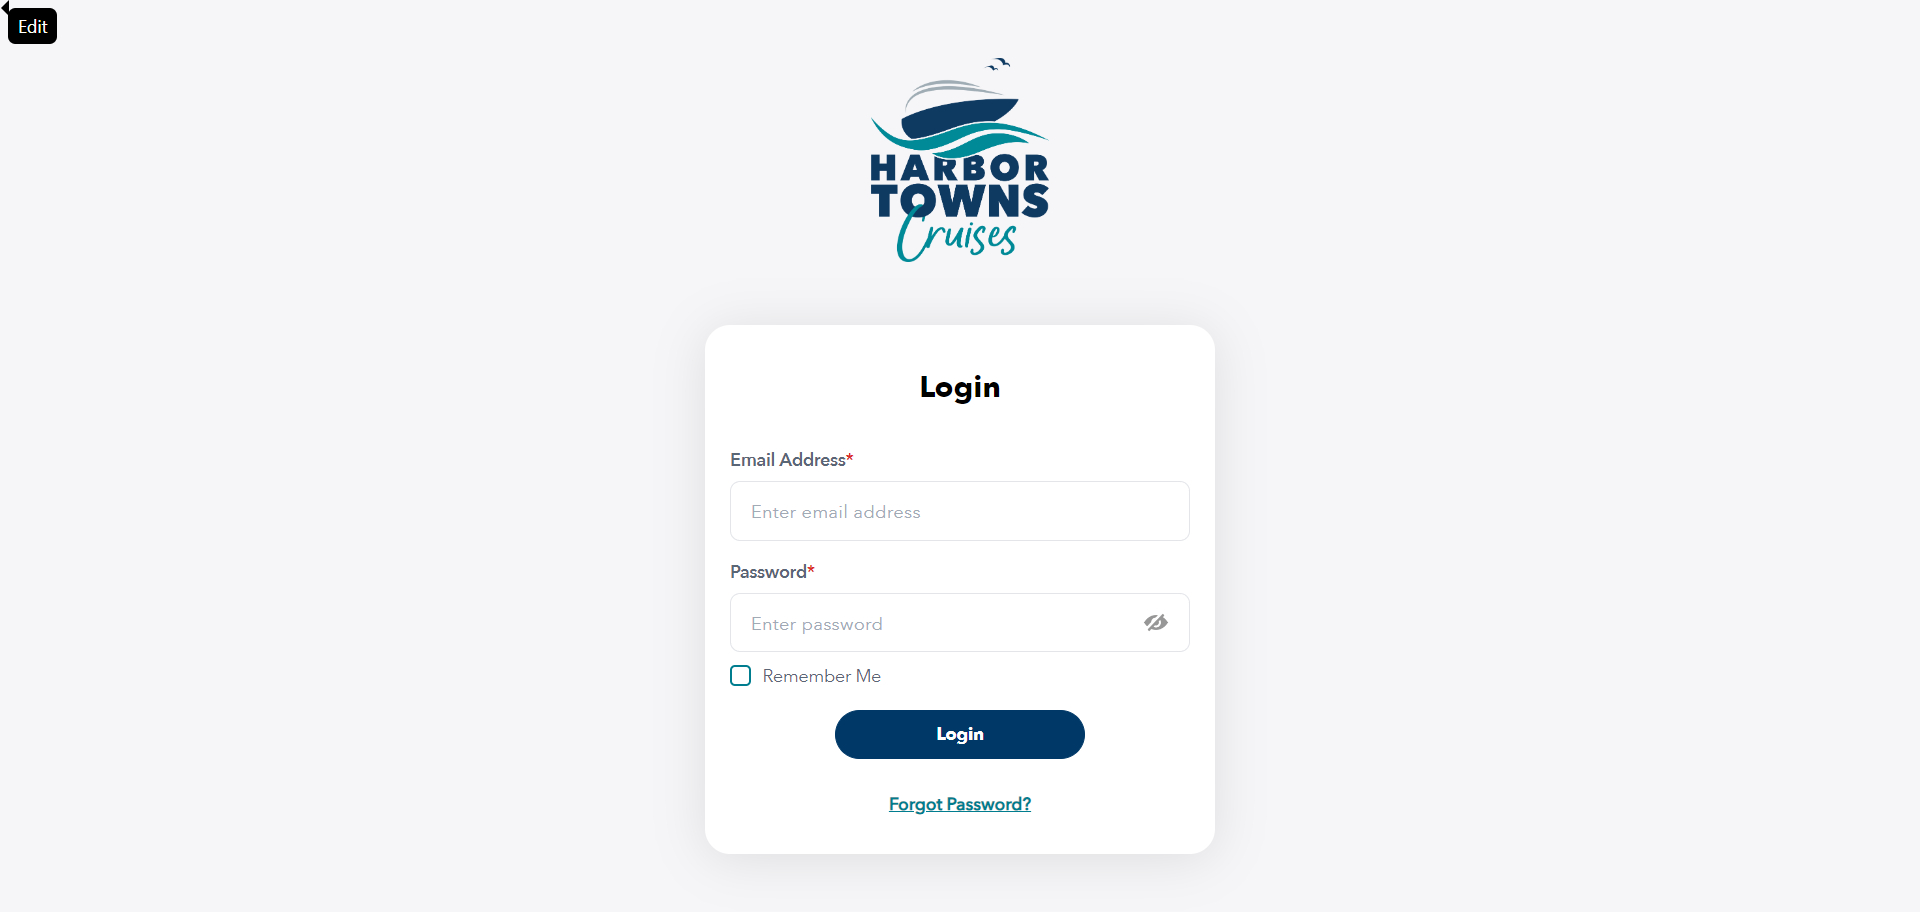 Edit
HARBOR
TOWNS
Cruises
Login
Email Address*
Enter email address
Password*
Enter password
Remember Me
Login
Forgot Password?